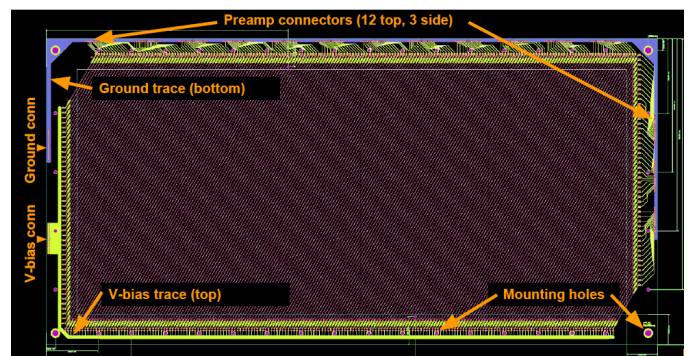 Preamp connectors (12 top, 3 side)
Ground trace (bottom)
Ground conn
V-bias conn
V-bias trace (top)
Mounting holes